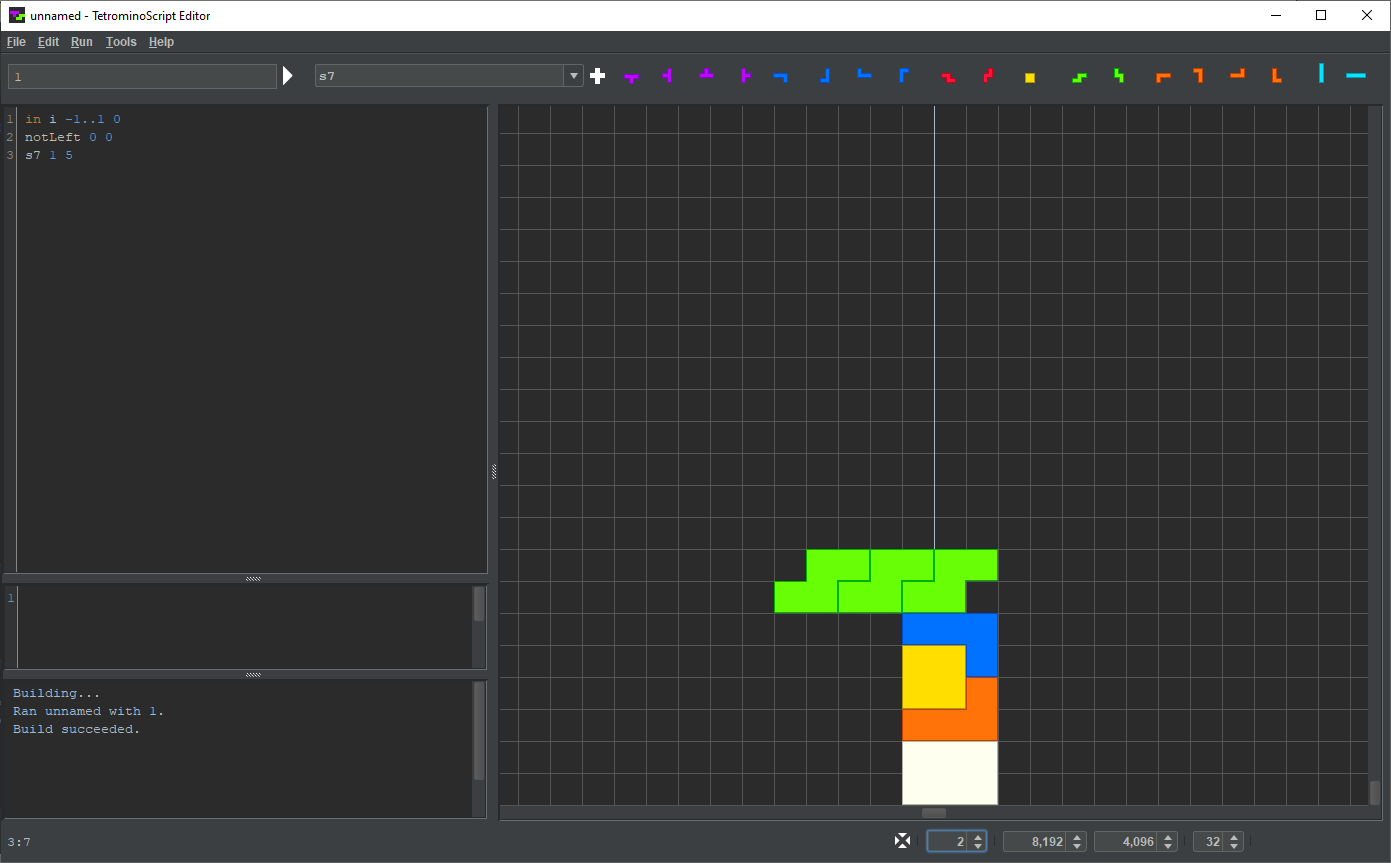 unnamed - TetrominoScript Editor
File Edit Run Tools Help
1 s7
1 in i -1..1 0
2 notLeft 0 0
3 s7 1 5
1
Building...
Ran unnamed with 1.
Build succeeded.
3:7 2 8,192 4,096 32